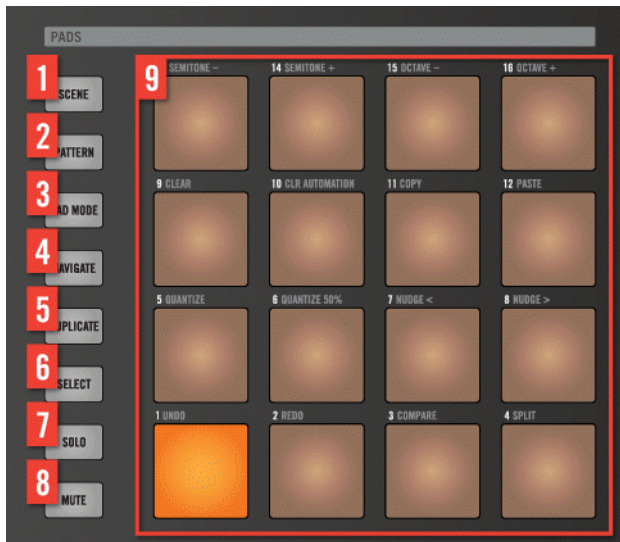 PADS
1
SCENE
9
SEMITONE –
14 SEMITONE +
15 OCTAVE –
16 OCTAVE +
2
PATTERN
9 CLEAR
10 CLR AUTOMATION
11 COPY
12 PASTE
3
AD MODE
4
AVIGATE
5 QUANTIZE
6 QUANTIZE 50%
7 NUDGE <
8 NUDGE >
5
UPLICATE
6
SELECT
1 UNDO
2 REDO
3 COMPARE
4 SPLIT
7
SOLO
8
MUTE